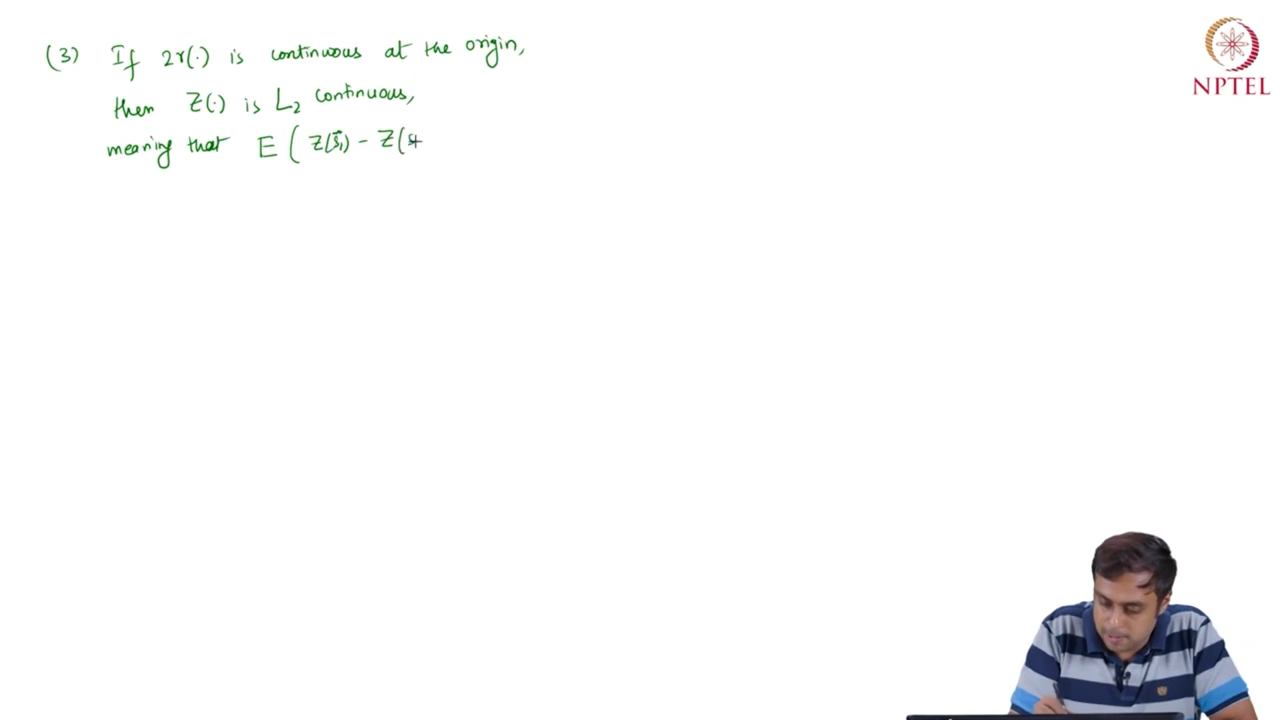 (3) If 2γ(·) is continuous at the origin,
then Z(·) is L₂ continuous,
meaning that E ( Z(s⃗₁) - Z(s
NPTEL